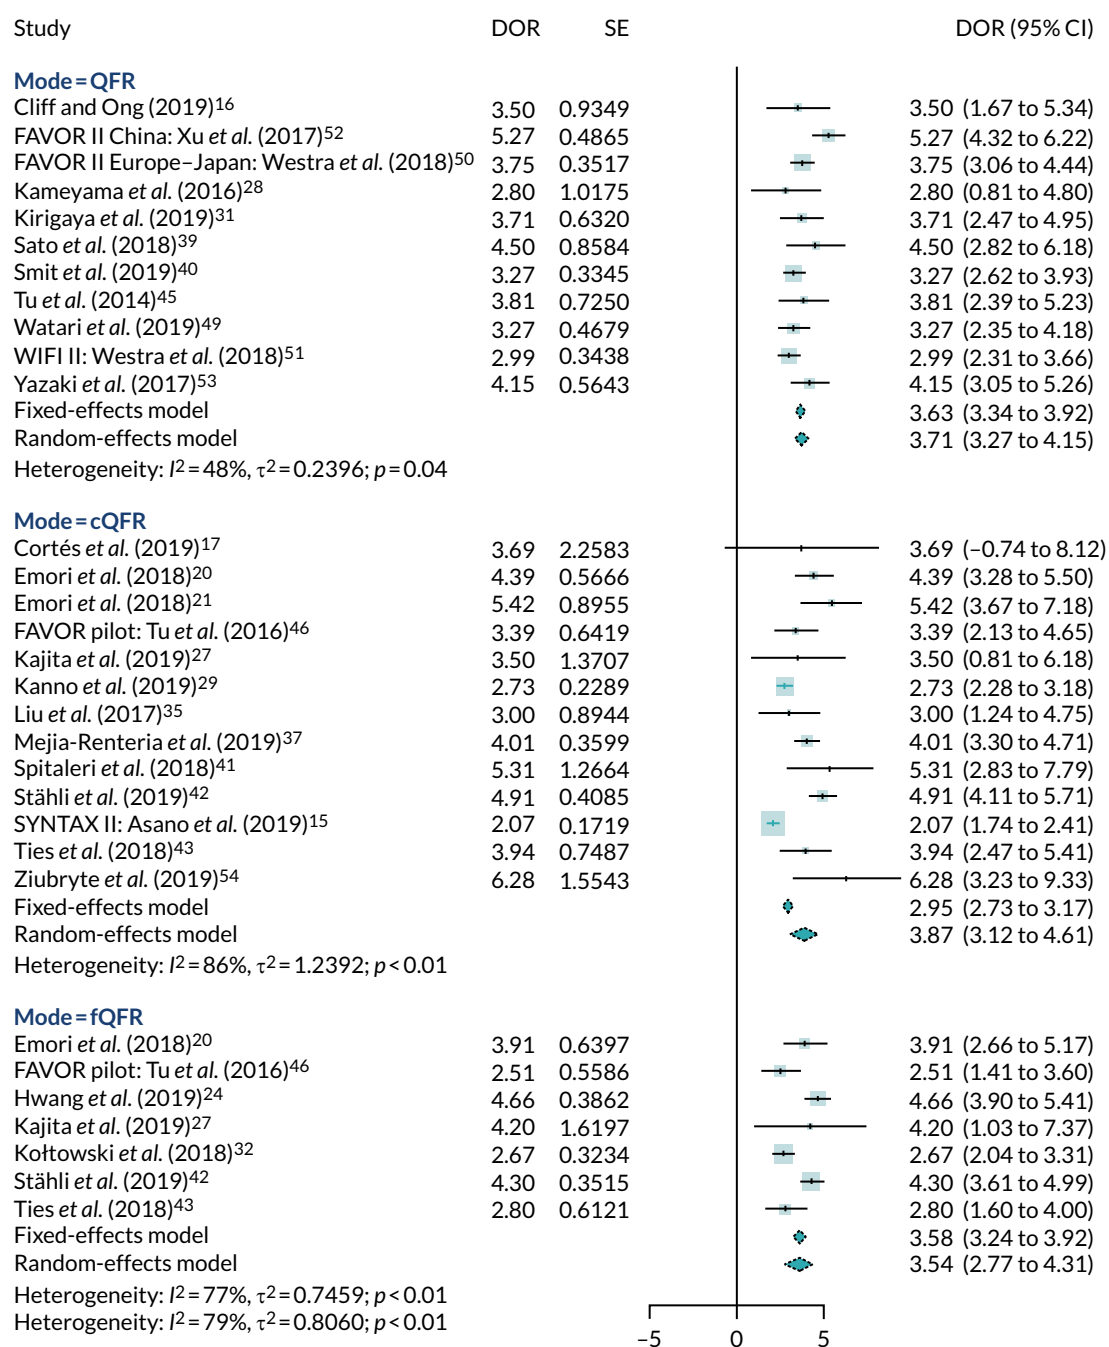 Study DOR SE DOR (95% CI)
Mode=QFR
Cliff and Ong (2019)16 3.50 0.9349 3.50 (1.67 to 5.34)
FAVOR II China: Xu et al. (2017)52 5.27 0.4865 5.27 (4.32 to 6.22)
FAVOR II Europe–Japan: Westra et al. (2018)50 3.75 0.3517 3.75 (3.06 to 4.44)
Kameyama et al. (2016)28 2.80 1.0175 2.80 (0.81 to 4.80)
Kirigaya et al. (2019)31 3.71 0.6320 3.71 (2.47 to 4.95)
Sato et al. (2018)39 4.50 0.8584 4.50 (2.82 to 6.18)
Smit et al. (2019)40 3.27 0.3345 3.27 (2.62 to 3.93)
Tu et al. (2014)45 3.81 0.7250 3.81 (2.39 to 5.23)
Watari et al. (2019)49 3.27 0.4679 3.27 (2.35 to 4.18)
WIFI II: Westra et al. (2018)51 2.99 0.3438 2.99 (2.31 to 3.66)
Yazaki et al. (2017)53 4.15 0.5643 4.15 (3.05 to 5.26)
Fixed-effects model 3.63 (3.34 to 3.92)
Random-effects model 3.71 (3.27 to 4.15)
Heterogeneity: I2=48%, τ2=0.2396; p=0.04
Mode=cQFR
Cortés et al. (2019)17 3.69 2.2583 3.69 (–0.74 to 8.12)
Emori et al. (2018)20 4.39 0.5666 4.39 (3.28 to 5.50)
Emori et al. (2018)21 5.42 0.8955 5.42 (3.67 to 7.18)
FAVOR pilot: Tu et al. (2016)46 3.39 0.6419 3.39 (2.13 to 4.65)
Kajita et al. (2019)27 3.50 1.3707 3.50 (0.81 to 6.18)
Kanno et al. (2019)29 2.73 0.2289 2.73 (2.28 to 3.18)
Liu et al. (2017)35 3.00 0.8944 3.00 (1.24 to 4.75)
Mejia-Renteria et al. (2019)37 4.01 0.3599 4.01 (3.30 to 4.71)
Spitaleri et al. (2018)41 5.31 1.2664 5.31 (2.83 to 7.79)
Stähli et al. (2019)42 4.91 0.4085 4.91 (4.11 to 5.71)
SYNTAX II: Asano et al. (2019)15 2.07 0.1719 2.07 (1.74 to 2.41)
Ties et al. (2018)43 3.94 0.7487 3.94 (2.47 to 5.41)
Ziubryte et al. (2019)54 6.28 1.5543 6.28 (3.23 to 9.33)
Fixed-effects model 2.95 (2.73 to 3.17)
Random-effects model 3.87 (3.12 to 4.61)
Heterogeneity: I2=86%, τ2=1.2392; p<0.01
Mode=fQFR
Emori et al. (2018)20 3.91 0.6397 3.91 (2.66 to 5.17)
FAVOR pilot: Tu et al. (2016)46 2.51 0.5586 2.51 (1.41 to 3.60)
Hwang et al. (2019)24 4.66 0.3862 4.66 (3.90 to 5.41)
Kajita et al. (2019)27 4.20 1.6197 4.20 (1.03 to 7.37)
Kołtowski et al. (2018)32 2.67 0.3234 2.67 (2.04 to 3.31)
Stähli et al. (2019)42 4.30 0.3515 4.30 (3.61 to 4.99)
Ties et al. (2018)43 2.80 0.6121 2.80 (1.60 to 4.00)
Fixed-effects model 3.58 (3.24 to 3.92)
Random-effects model 3.54 (2.77 to 4.31)
Heterogeneity: I2=77%, τ2=0.7459; p<0.01
Heterogeneity: I2=79%, τ2=0.8060; p<0.01
–5 0 5